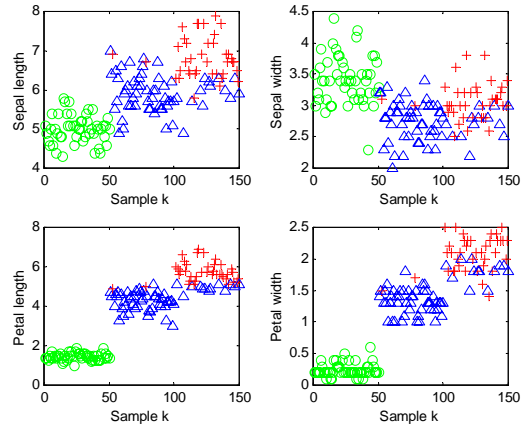 8
7
6
5
4
0 50 100 150
Sepal length
Sample k
4.5
4
3.5
3
2.5
2
0 50 100 150
Sepal width
Sample k
8
6
4
2
0
0 50 100 150
Petal length
Sample k
2.5
2
1.5
1
0.5
0
0 50 100 150
Petal width
Sample k